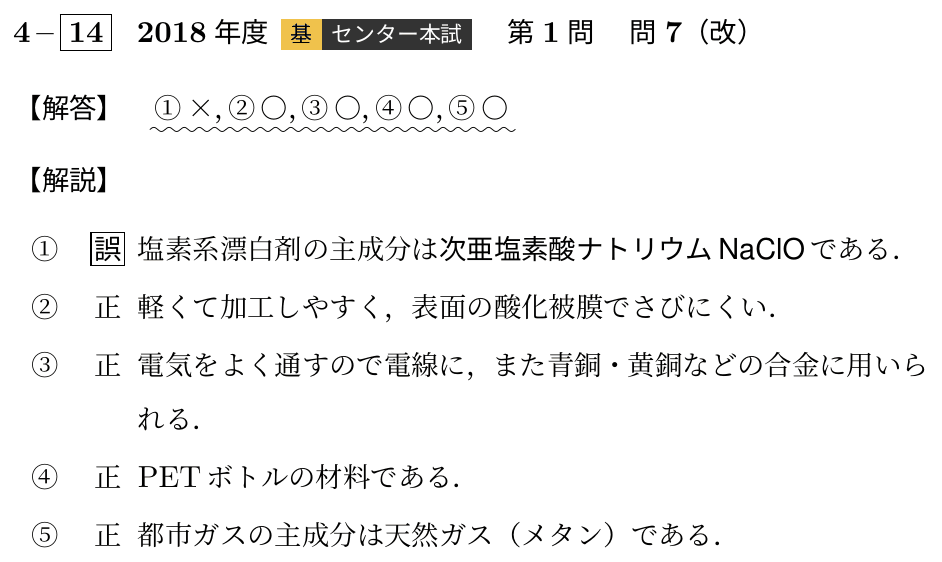 4−14 2018 年度 基 センター本試 第 1 問 問 7（改）
【解答】 ① ×, ② ○, ③ ○, ④ ○, ⑤ ○
【解説】
① 誤 塩素系漂白剤の主成分は次亜塩素酸ナトリウム NaClO である．
② 正 軽くて加工しやすく，表面の酸化被膜でさびにくい．
③ 正 電気をよく通すので電線に，また青銅・黄銅などの合金に用いら
れる．
④ 正 PET ボトルの材料である．
⑤ 正 都市ガスの主成分は天然ガス（メタン）である．